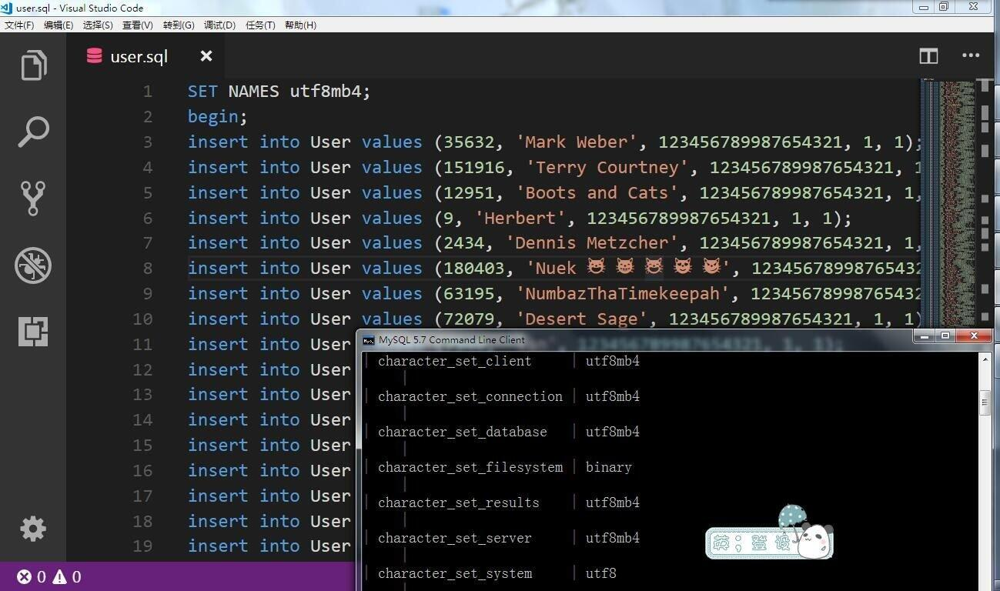 user.sql - Visual Studio Code
文件(F) 编辑(E) 选择(S) 查看(V) 转到(G) 调试(D) 任务(T) 帮助(H)
user.sql
1 SET NAMES utf8mb4;
2 begin;
3 insert into User values (35632, 'Mark Weber', 123456789987654321, 1, 1);
4 insert into User values (151916, 'Terry Courtney', 123456789987654321, 1
5 insert into User values (12951, 'Boots and Cats', 123456789987654321, 1,
6 insert into User values (9, 'Herbert', 123456789987654321, 1, 1);
7 insert into User values (2434, 'Dennis Metzcher', 123456789987654321, 1,
8 insert into User values (180403, 'Nuek 😼 😼 😼 😼 😼', 12345678998765432
9 insert into User values (63195, 'NumbazThaTimekeepah', 12345678998765432
10 insert into User values (72079, 'Desert Sage', 123456789987654321, 1, 1)
11 insert into User
12 insert into User
13 insert into User
14 insert into User
15 insert into User
16 insert into User
17 insert into User
18 insert into User
19 insert into User
0 0
MySQL 5.7 Command Line Client
| character_set_client | utf8mb4
|
| character_set_connection | utf8mb4
|
| character_set_database | utf8mb4
|
| character_set_filesystem | binary
|
| character_set_results | utf8mb4
|
| character_set_server | utf8mb4
|
| character_set_system | utf8
|
英 ; 登 设